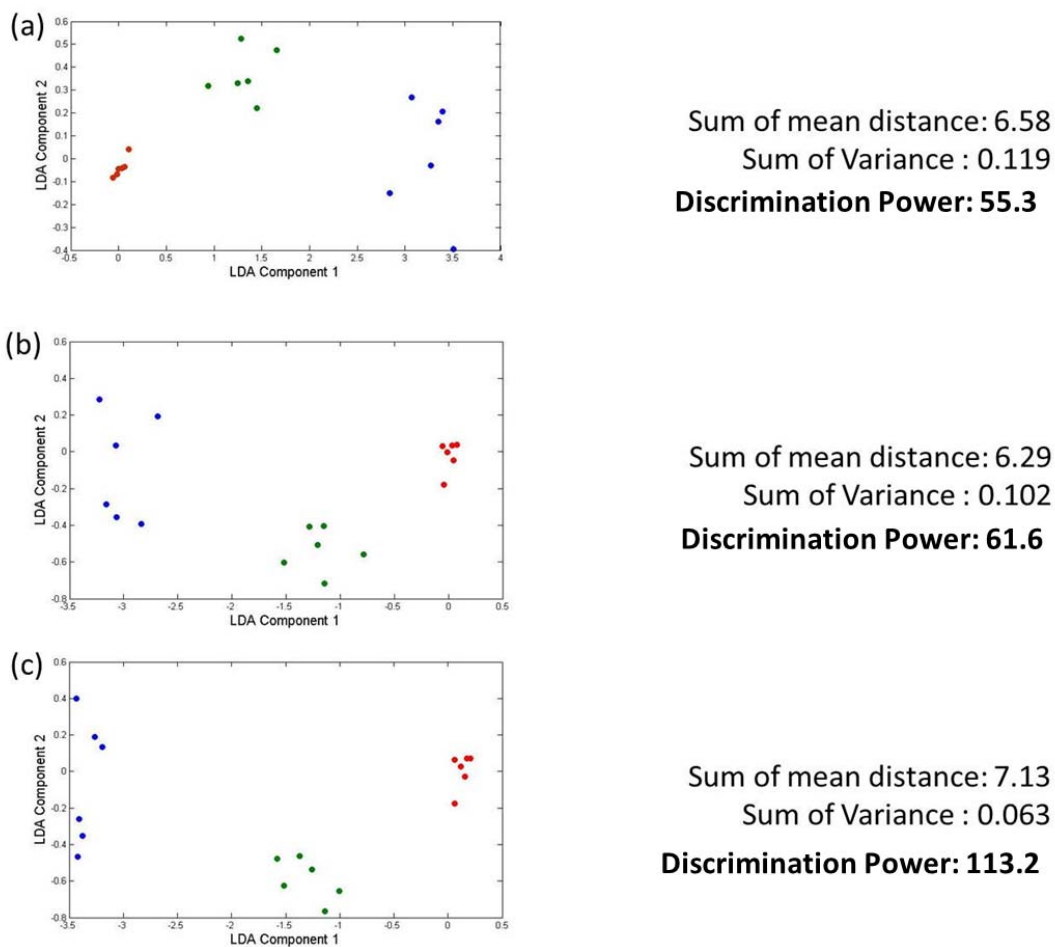 (a)
0.6
0.5
0.4
0.3
0.2
0.1
0
-0.1
-0.2
-0.3
-0.4
LDA Component 2
-0.5 0 0.5 1 1.5 2 2.5 3 3.5 4
LDA Component 1
Sum of mean distance: 6.58
Sum of Variance : 0.119
Discrimination Power: 55.3
(b)
0.6
0.4
0.2
0
-0.2
-0.4
-0.6
-0.8
LDA Component 2
-3.5 -3 -2.5 -2 -1.5 -1 -0.5 0 0.5
LDA Component 1
Sum of mean distance: 6.29
Sum of Variance : 0.102
Discrimination Power: 61.6
(c)
0.6
0.4
0.2
0
-0.2
-0.4
-0.6
-0.8
LDA Component 2
-3.5 -3 -2.5 -2 -1.5 -1 -0.5 0 0.5
LDA Component 1
Sum of mean distance: 7.13
Sum of Variance : 0.063
Discrimination Power: 113.2